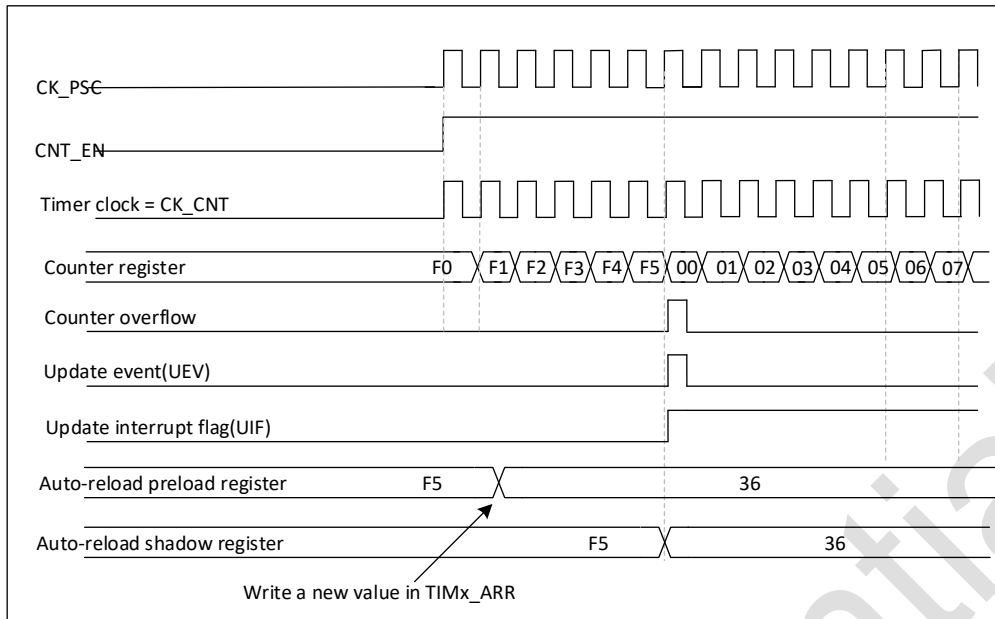 CK_PSC
CNT_EN
Timer clock = CK_CNT
Counter register F0 F1 F2 F3 F4 F5 00 01 02 03 04 05 06 07
Counter overflow
Update event(UEV)
Update interrupt flag(UIF)
Auto-reload preload register F5 36
Auto-reload shadow register F5 36
Write a new value in TIMx_ARR